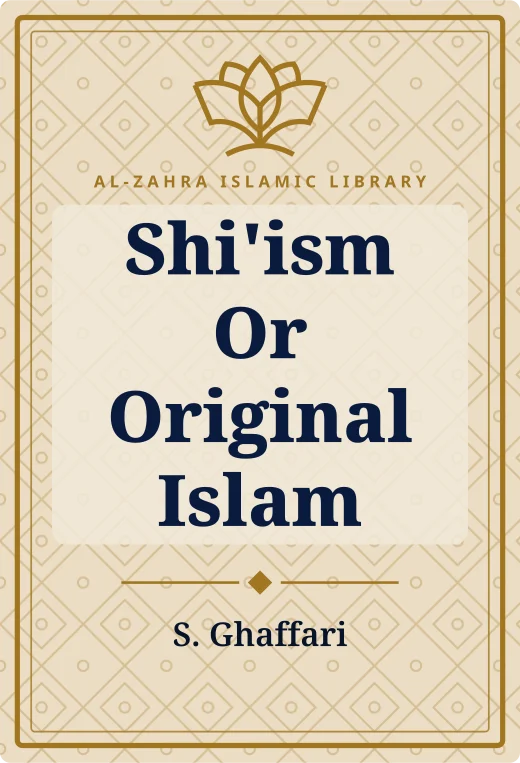 AL-ZAHRA ISLAMIC LIBRARY
Shi'ism
Or
Original
Islam
S. Ghaffari